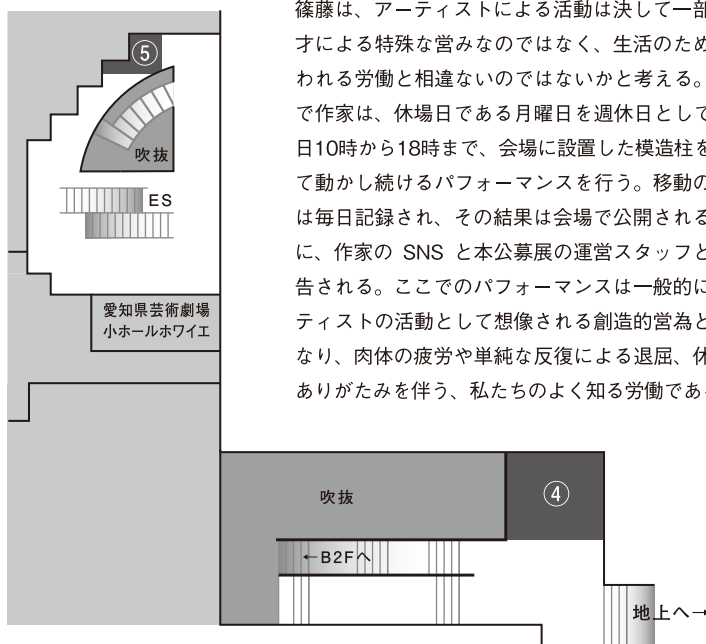 篠藤は、アーティストによる活動は決して一部
才による特殊な営みなのではなく、生活のため
われる労働と相違ないのではないかと考える。
で作家は、休場日である月曜日を週休日として
日10時から18時まで、会場に設置した模造柱を
て動かし続けるパフォーマンスを行う。移動の
は毎日記録され、その結果は会場で公開される
に、作家の SNS と本公募展の運営スタッフと
告される。ここでのパフォーマンスは一般的に
ティストの活動として想像される創造的営為と
なり、肉体の疲労や単純な反復による退屈、休
ありがたみを伴う、私たちのよく知る労働であ
⑤
吹抜
ES
愛知県芸術劇場
小ホールホワイエ
吹抜
④
←B2Fへ
地上へ→